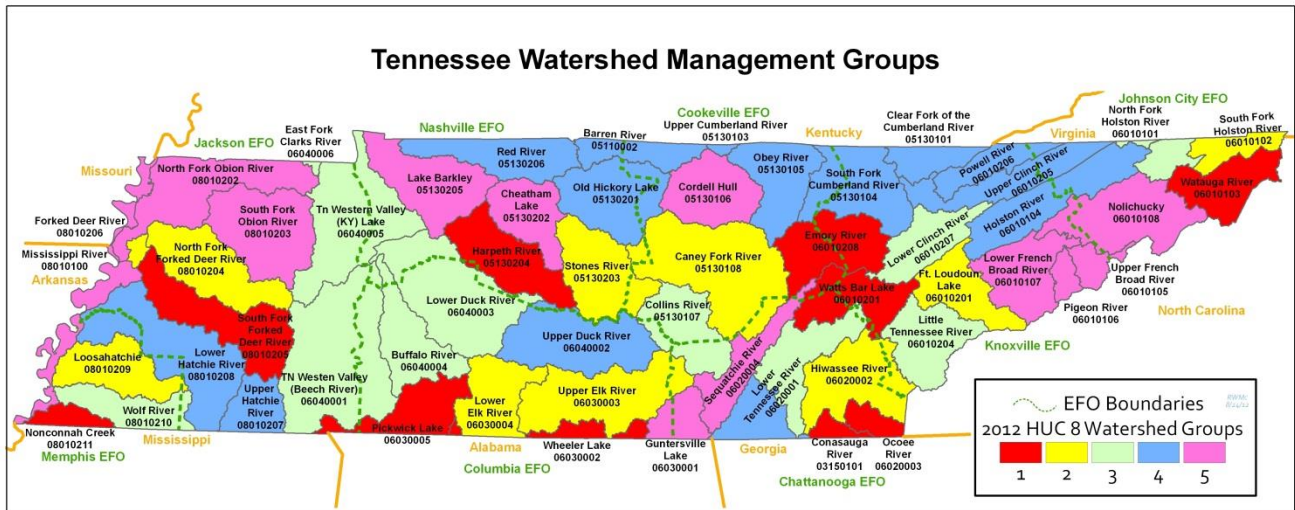 Tennessee Watershed Management Groups
Johnson City EFO
Cookeville EFO
Upper Cumberland River
05130103
Clear Fork of the
Cumberland River
05130101
North Fork
Holston River
06010101
South Fork
Holston River
06010102
Jackson EFO
East Fork
Clarks River
06040006
Nashville EFO
Barren River
05110002
Kentucky
Virginia
Missouri
North Fork Obion River
08010202
Red River
05130206
Obey River
05130105
Powell River
06010206
Upper Clinch River
06010205
Lake Barkley
05130205
Cheatham
Lake
05130202
Old Hickory Lake
05130201
Cordell Hull
05130106
South Fork
Cumberland River
05130104
Watauga River
06010103
South Fork
Obion River
08010203
Tn Western Valley
(KY) Lake
06040005
Holston River
06010104
Nolichucky
06010108
Forked Deer River
08010206
North Fork
Forked Deer River
08010204
Harpeth River
05130204
Stones River
05130203
Caney Fork River
05130108
Emory River
06010208
Lower Clinch River
06010207
Lower French
Broad River
06010107
Upper French
Broad River
06010105
Mississippi River
08010100
Arkansas
Watts Bar Lake
06010201
Ft. Loudoun
Lake
06010201
Pigeon River
06010106
North Carolina
Lower Duck River
06040003
Collins River
05130107
South Fork
Forked
Deer River
08010205
Upper Duck River
06040002
Little
Tennessee River
06010204
Knoxville EFO
Loosahatchie
08010209
Lower
Hatchie River
08010208
Buffalo River
06040004
Sequatchie River
06020004
Hiwassee River
06020002
TN Westen Valley
(Beech River)
06040001
Upper Elk River
06030003
Lower
Tennessee River
06020001
Wolf River
08010210
Upper
Hatchie
River
08010207
Lower
Elk River
06030004
Nonconnah Creek
08010211
Mississippi
Pickwick Lake
06030005
Alabama
Wheeler Lake
06030002
Guntersville
Lake
06030001
Georgia
Conasauga
River
03150101
Ocoee
River
06020003
Memphis EFO
Columbia EFO
Chattanooga EFO
EFO Boundaries
2012 HUC 8 Watershed Groups
1 2 3 4 5